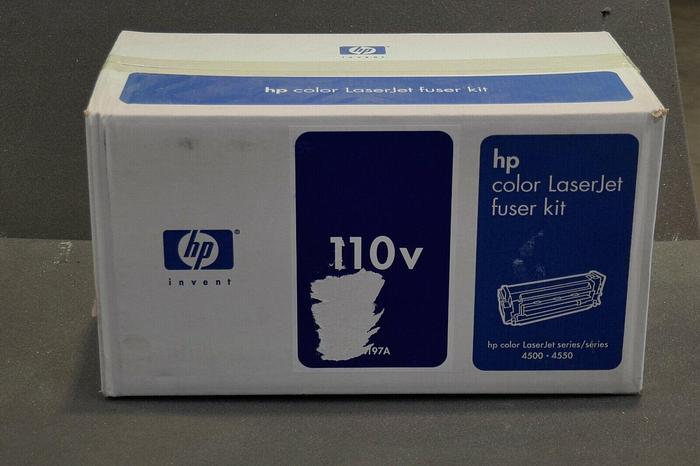 hp
invent
hp color LaserJet fuser kit
hp
invent
110v
197A
hp
color LaserJet
fuser kit
hp color LaserJet series/séries
4500 • 4550